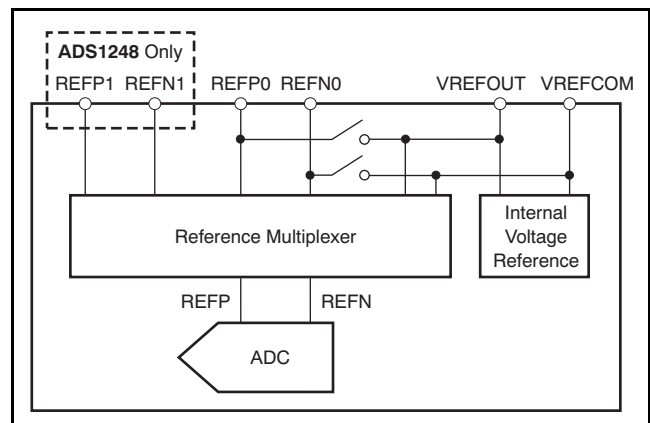 ADS1248 Only
REFP1 REFN1 REFP0 REFN0 VREFOUT VREFCOM
Reference Multiplexer
Internal
Voltage
Reference
REFP REFN
ADC